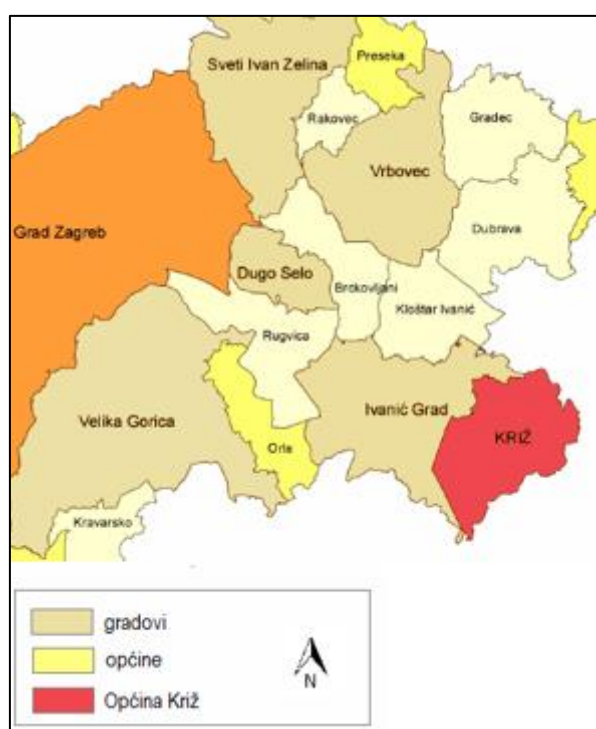 Preseka
Sveti Ivan Zelina
Rakovec
Gradec
Vrbovec
Grad Zagreb
Dubrava
Dugo Selo
Brckovljani
Kloštar Ivanić
Rugvica
Ivanić Grad
Velika Gorica
KRIŽ
Orle
Kravarsko
gradovi
općine
Općina Križ
N